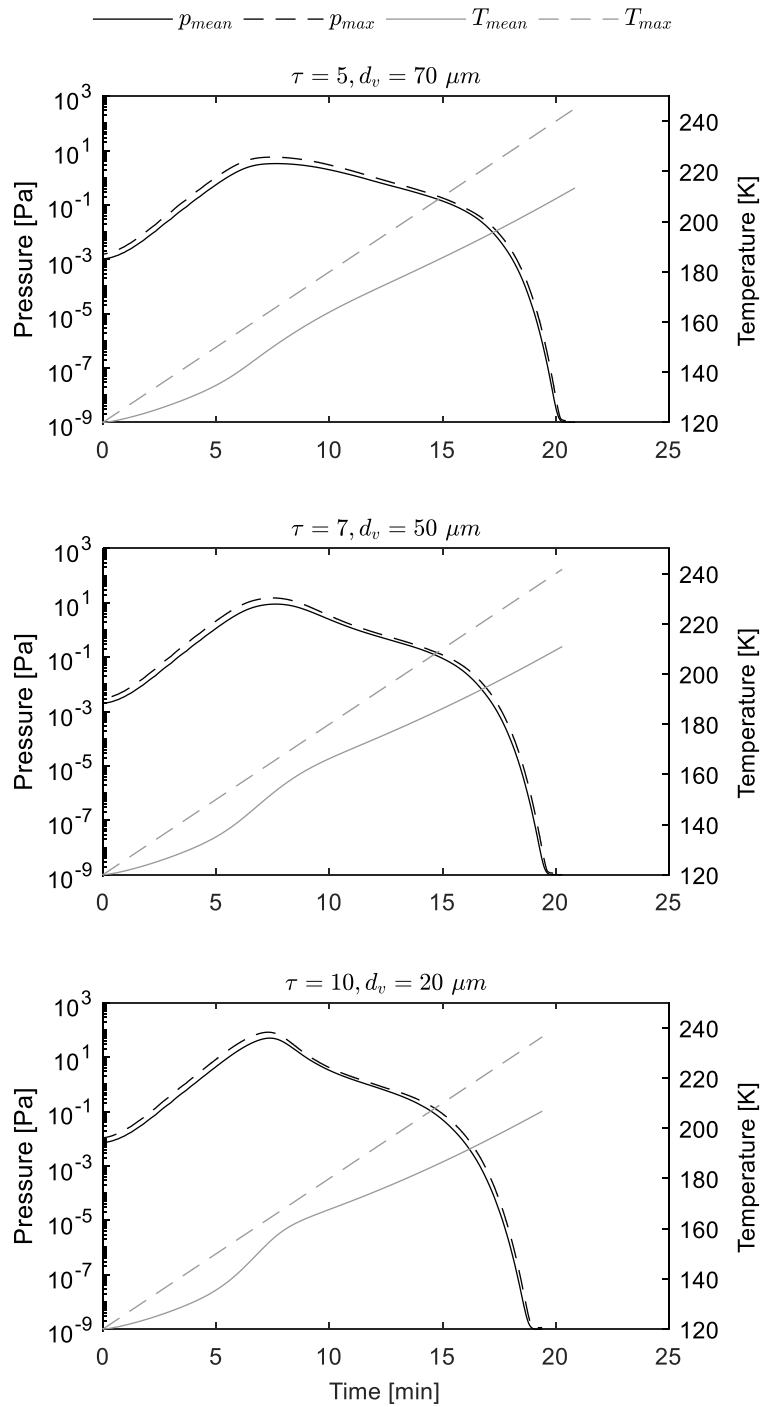 p_mean p_max T_mean T_max
τ = 5, d_v = 70 μm
10^3 10^1 10^-1 10^-3 10^-5 10^-7 10^-9
Pressure [Pa]
240 220 200 180 160 140 120
Temperature [K]
0 5 10 15 20 25
τ = 7, d_v = 50 μm
10^3 10^1 10^-1 10^-3 10^-5 10^-7 10^-9
Pressure [Pa]
240 220 200 180 160 140 120
Temperature [K]
0 5 10 15 20 25
τ = 10, d_v = 20 μm
10^3 10^1 10^-1 10^-3 10^-5 10^-7 10^-9
Pressure [Pa]
240 220 200 180 160 140 120
Temperature [K]
0 5 10 15 20 25
Time [min]